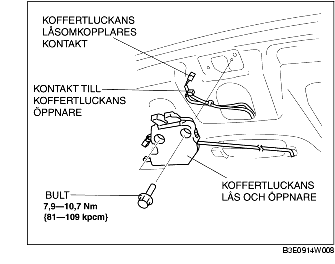 KOFFERTLUCKANS
LÅSOMKOPPLARES
KONTAKT
KONTAKT TILL
KOFFERTLUCKANS
ÖPPNARE
KOFFERTLUCKANS
LÅS OCH ÖPPNARE
BULT
7,9—10,7 Nm
{81—109 kpcm}
B3E0914W008